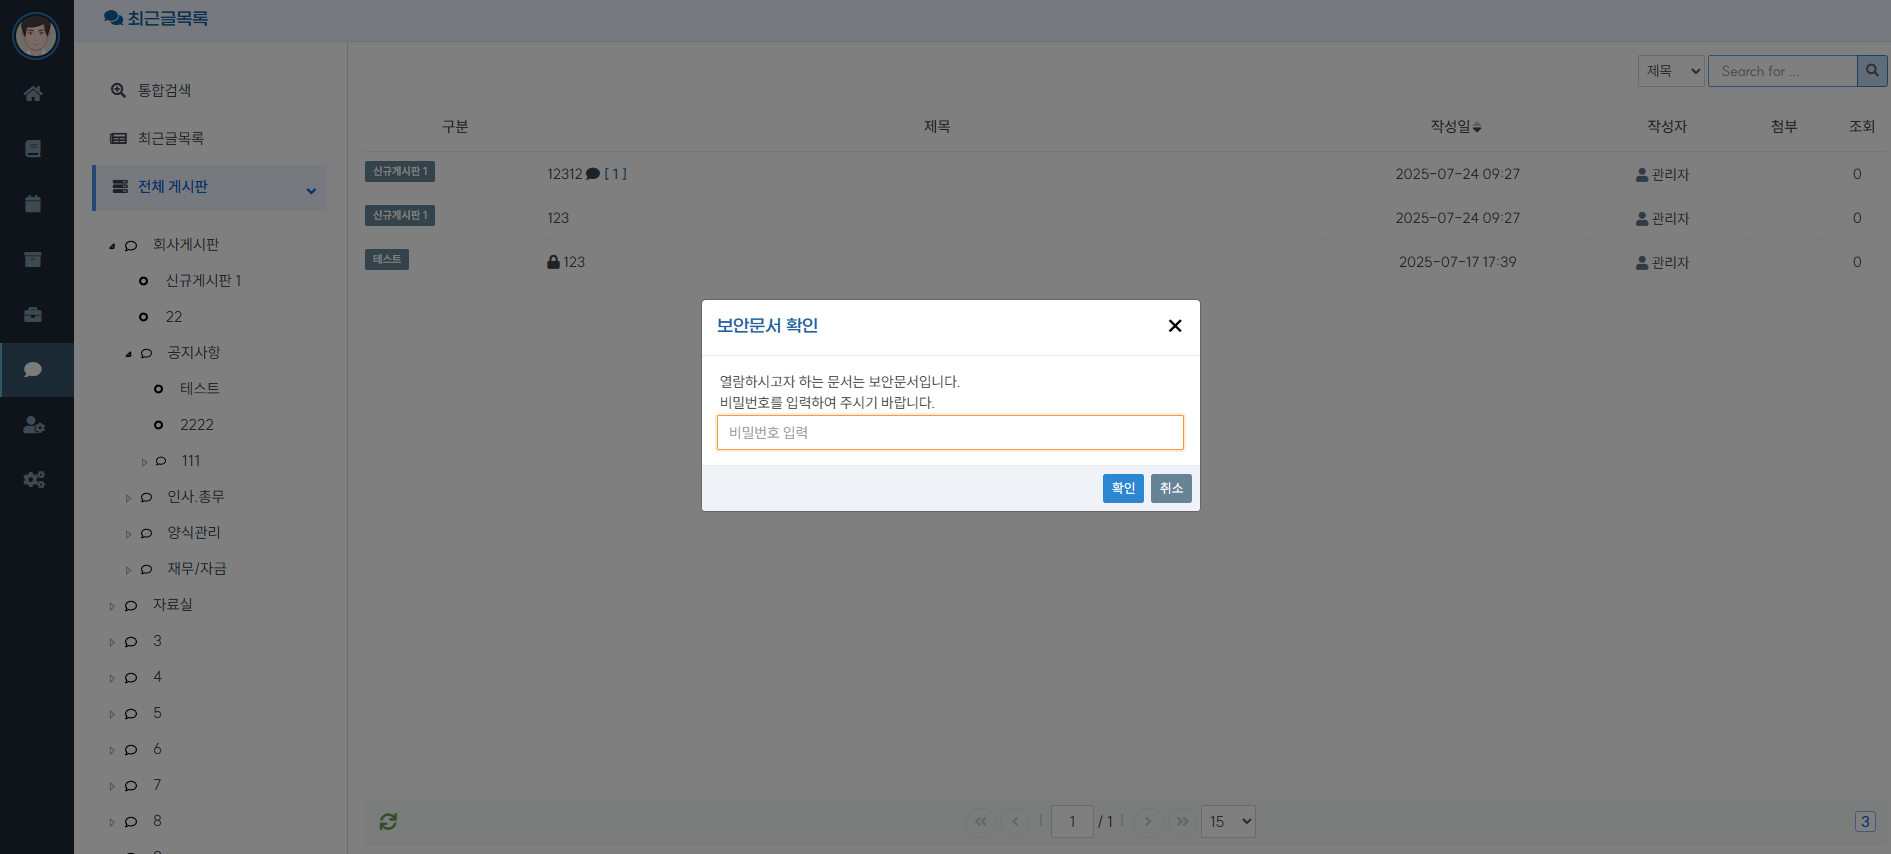 최근글목록
통합검색
최근글목록
전체 게시판
회사게시판
신규게시판 1
22
공지사항
테스트
2222
111
인사.총무
양식관리
재무/자금
자료실
3
4
5
6
7
8
제목 Search for ...
구분 제목 작성일 작성자 첨부 조회
신규게시판 1 12312 [ 1 ] 2025-07-24 09:27 관리자 0
신규게시판 1 123 2025-07-24 09:27 관리자 0
테스트 123 2025-07-17 17:39 관리자 0
보안문서 확인
열람하시고자 하는 문서는 보안문서입니다.
비밀번호를 입력하여 주시기 바랍니다.
비밀번호 입력
확인 취소
1 / 1 15 3